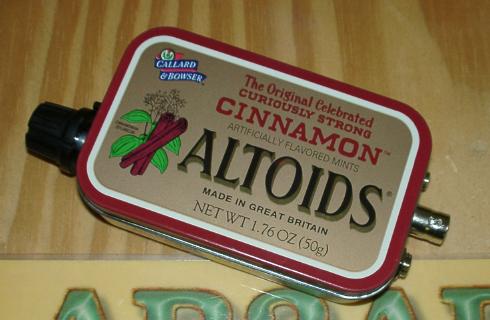 CALLARD
& BOWSER
The Original Celebrated
CURIOUSLY STRONG
CINNAMON™
ARTIFICIALLY FLAVORED MINTS
ALTOIDS®
MADE IN GREAT BRITAIN
NET WT 1.76 OZ (50g)